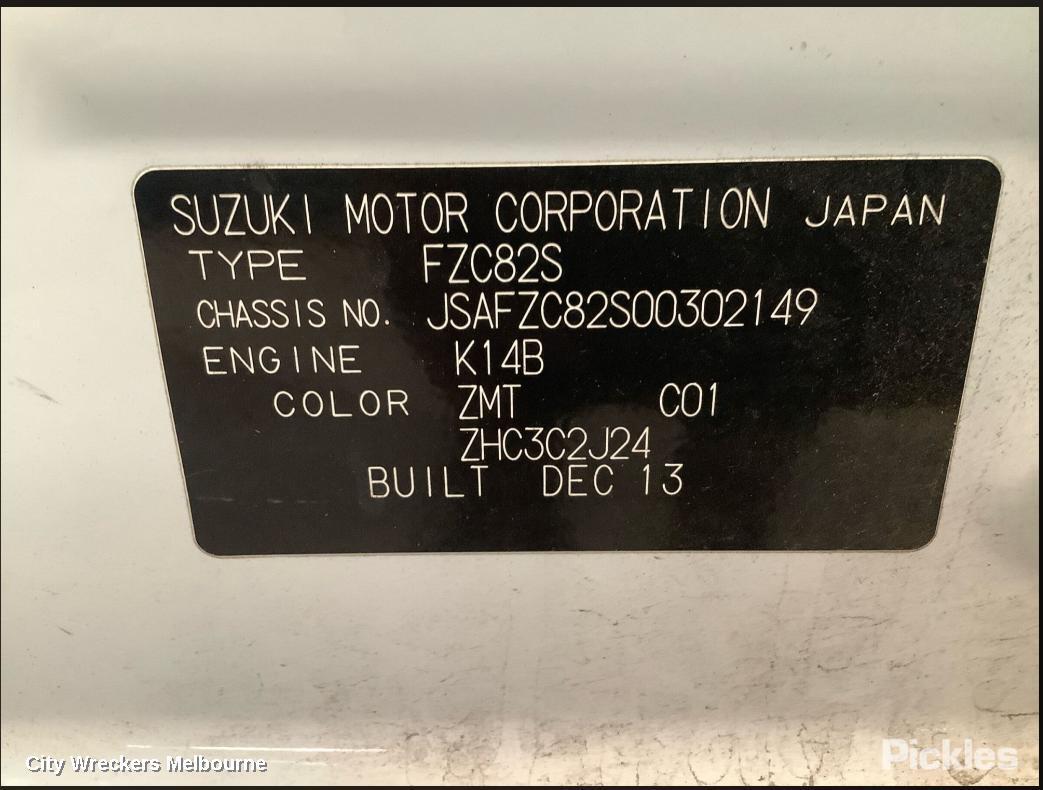 SUZUKI MOTOR CORPORATION JAPAN
TYPE FZC82S
CHASSIS NO. JSAFZC82S00302149
ENGINE K14B
COLOR ZMT C01
ZHC3C2J24
BUILT DEC 13
City Wreckers Melbourne
Pickles